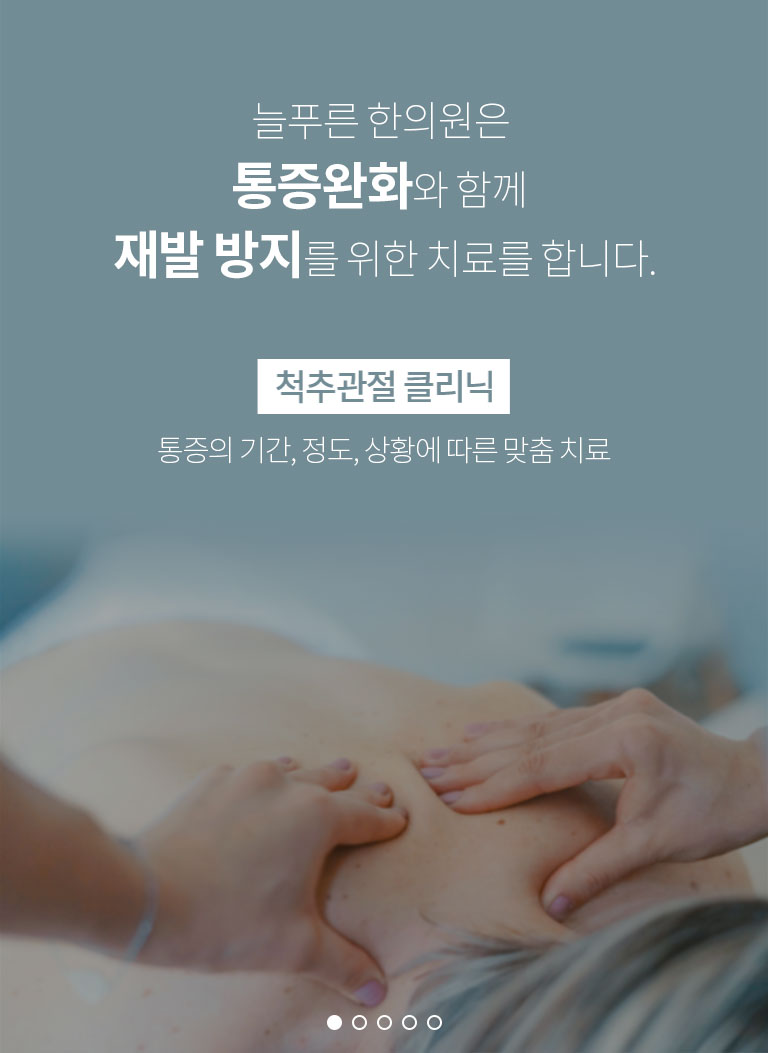 늘푸른 한의원은
통증완화와 함께
재발 방지를 위한 치료를 합니다.
척추관절 클리닉
통증의 기간, 정도, 상황에 따른 맞춤 치료